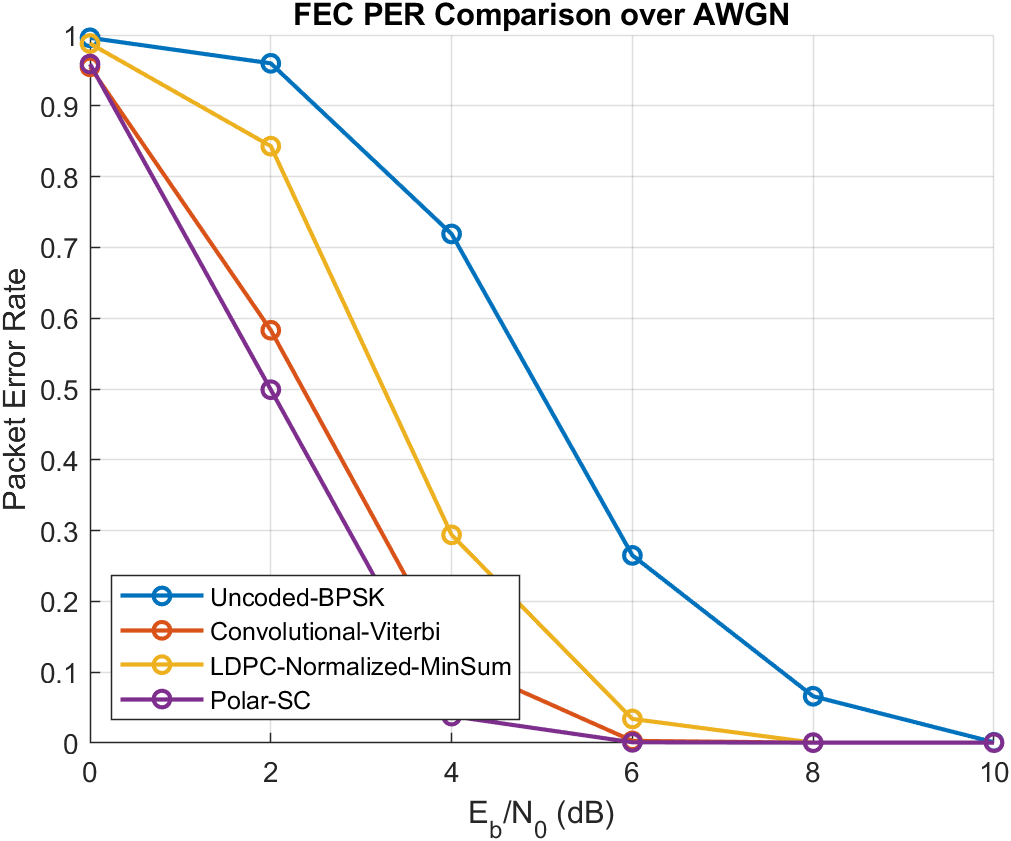 FEC PER Comparison over AWGN
1
0.9
0.8
0.7
0.6
0.5
0.4
0.3
0.2
0.1
0
Packet Error Rate
Uncoded-BPSK
Convolutional-Viterbi
LDPC-Normalized-MinSum
Polar-SC
0 2 4 6 8 10
E_b/N_0 (dB)